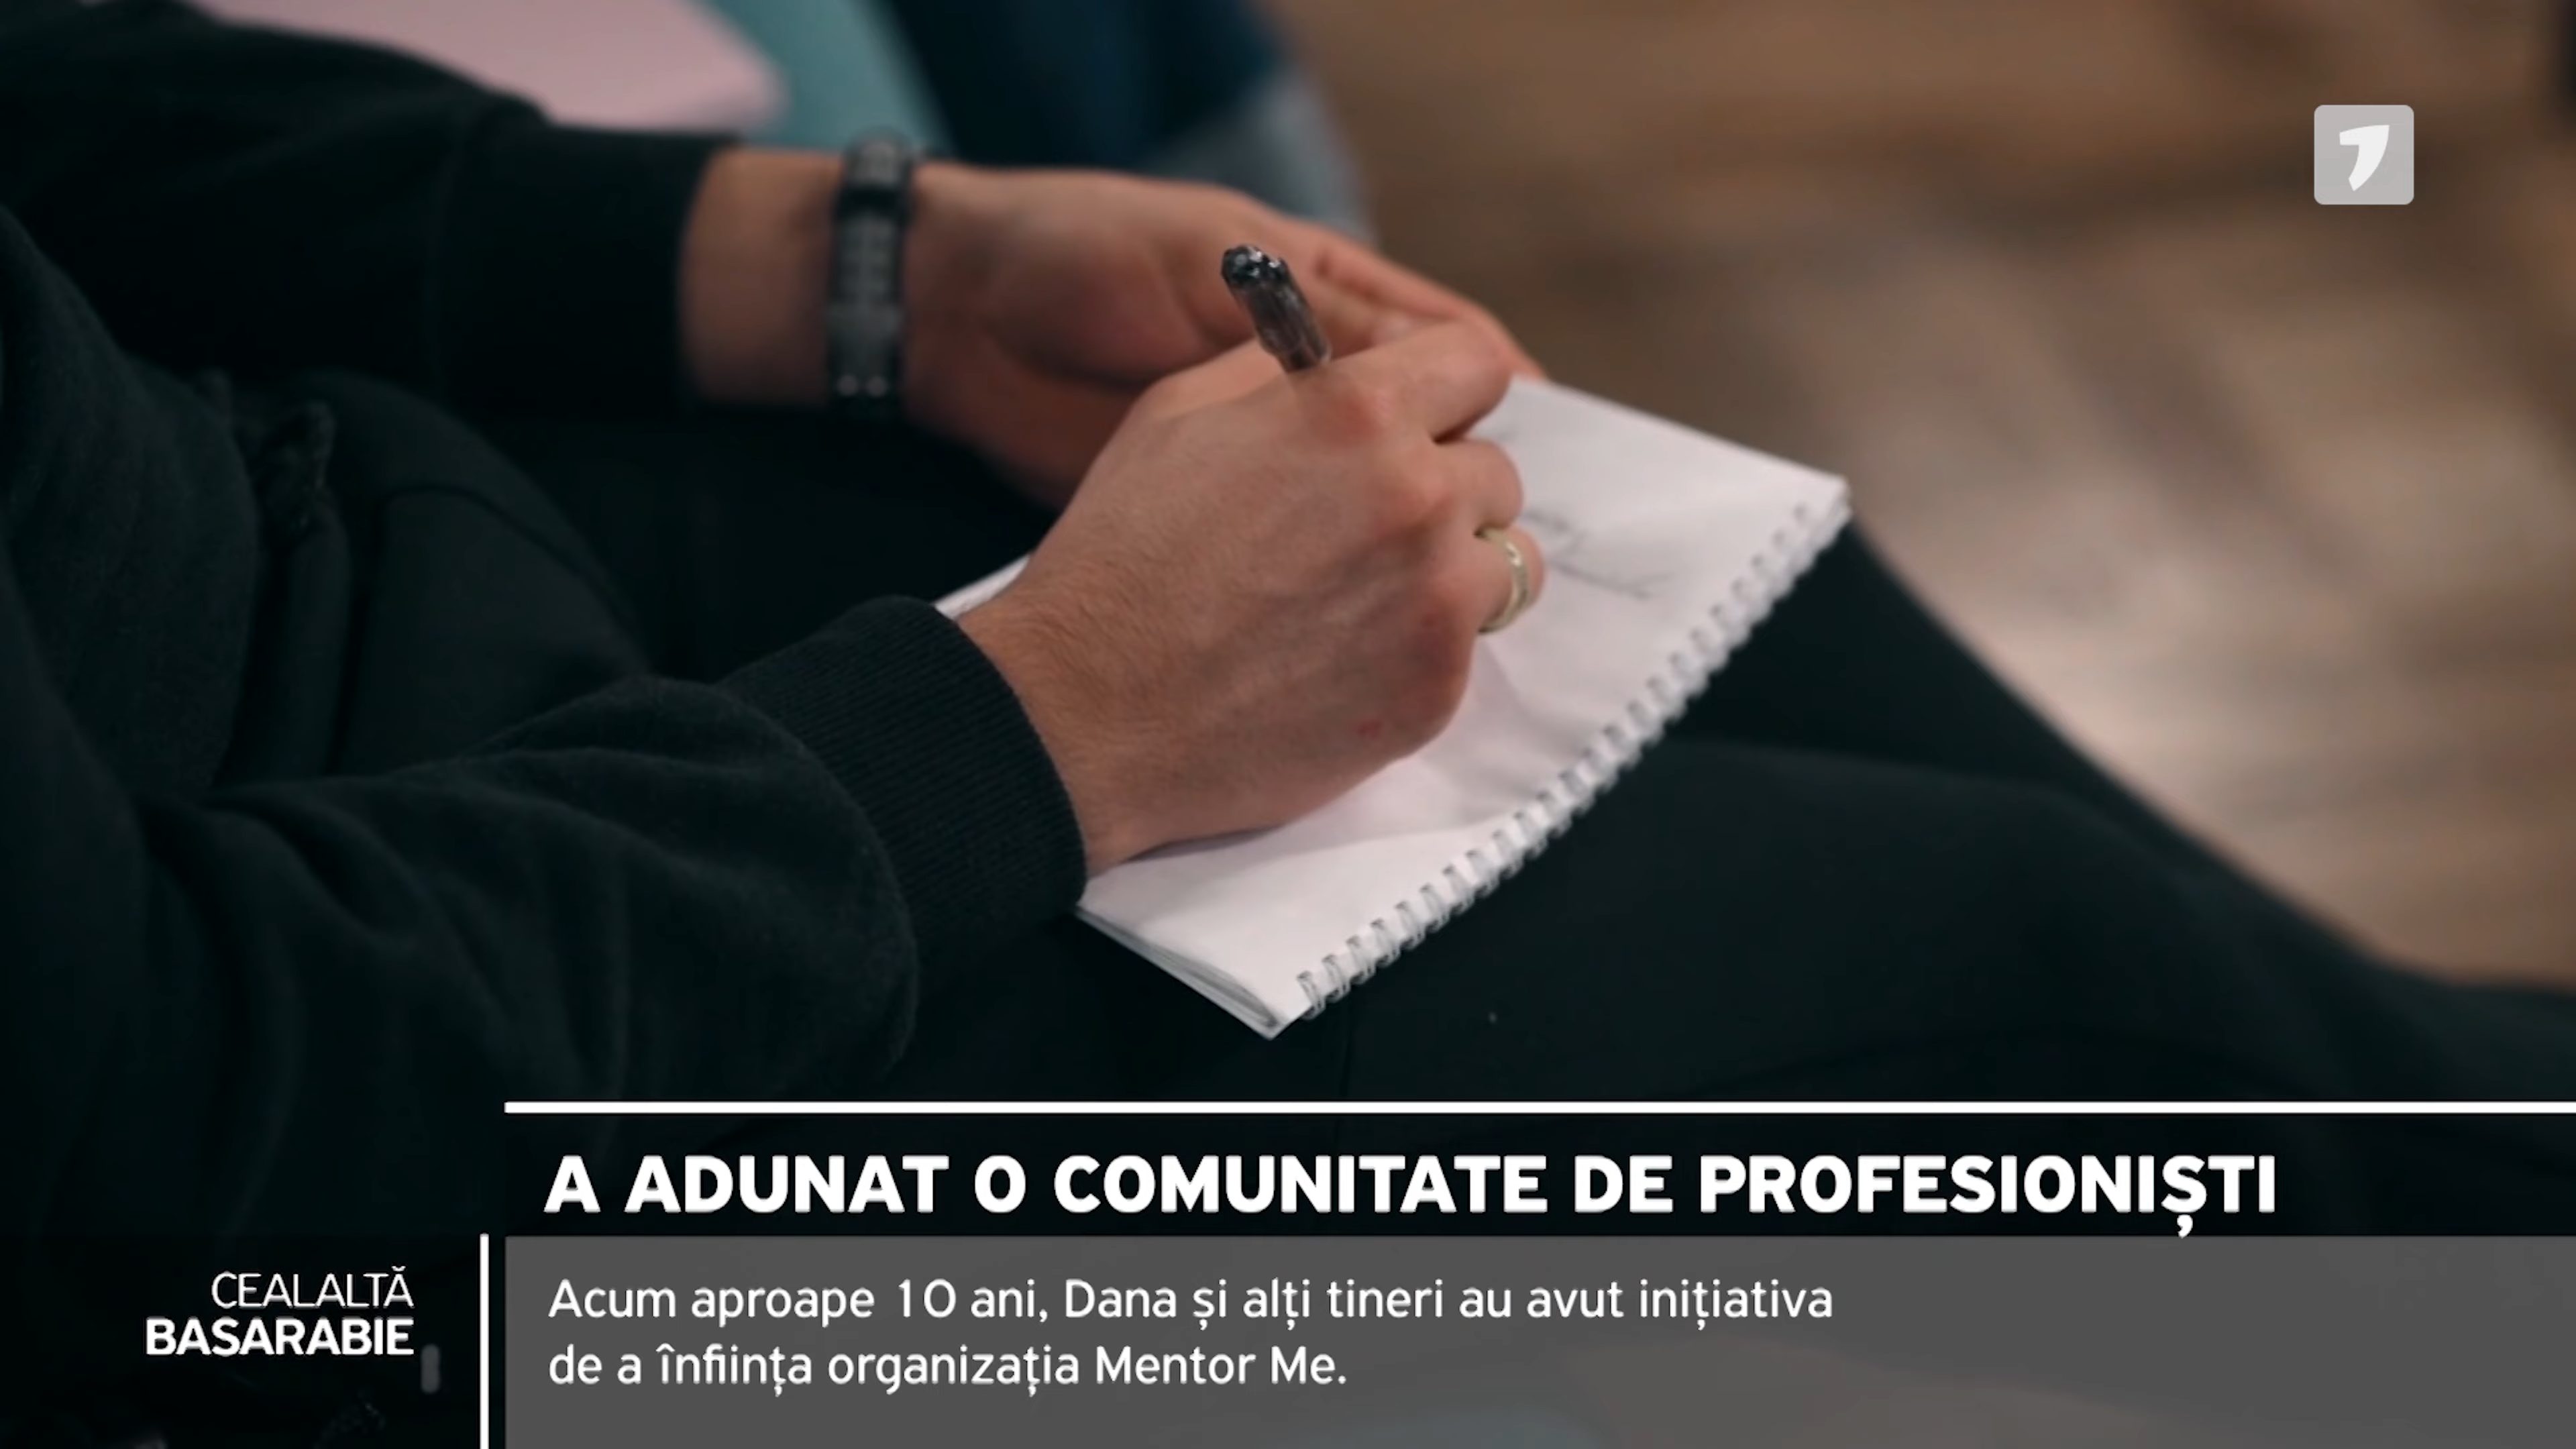 A ADUNAT O COMUNITATE DE PROFESIONIȘTI
CEALALTĂ
BASARABIE
Acum aproape 10 ani, Dana și alți tineri au avut inițiativa
de a înființa organizația Mentor Me.